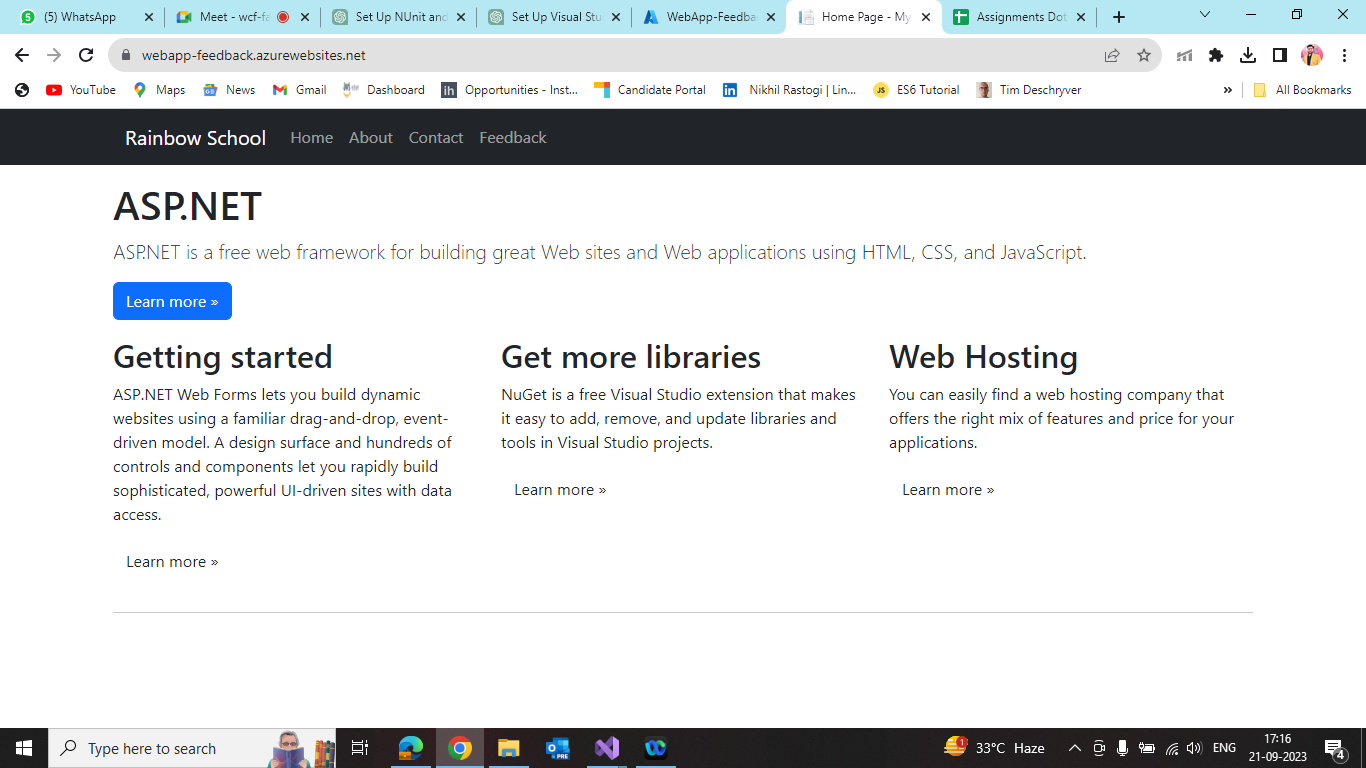 (5) WhatsApp
Meet - wcf-fa
Set Up NUnit and
Set Up Visual Stu
WebApp-Feedba
Home Page - My
Assignments Dot
webapp-feedback.azurewebsites.net
YouTube
Maps
News
Gmail
Dashboard
Opportunities - Inst...
Candidate Portal
Nikhil Rastogi | Lin...
ES6 Tutorial
Tim Deschryver
»
All Bookmarks
Rainbow School
Home
About
Contact
Feedback
ASP.NET
ASP.NET is a free web framework for building great Web sites and Web applications using HTML, CSS, and JavaScript.
Learn more »
Getting started
ASP.NET Web Forms lets you build dynamic
websites using a familiar drag-and-drop, event-
driven model. A design surface and hundreds of
controls and components let you rapidly build
sophisticated, powerful UI-driven sites with data
access.
Learn more »
Get more libraries
NuGet is a free Visual Studio extension that makes
it easy to add, remove, and update libraries and
tools in Visual Studio projects.
Learn more »
Web Hosting
You can easily find a web hosting company that
offers the right mix of features and price for your
applications.
Learn more »
Type here to search
PRE
1
33°C Haze
ENG
17:16
21-09-2023
4